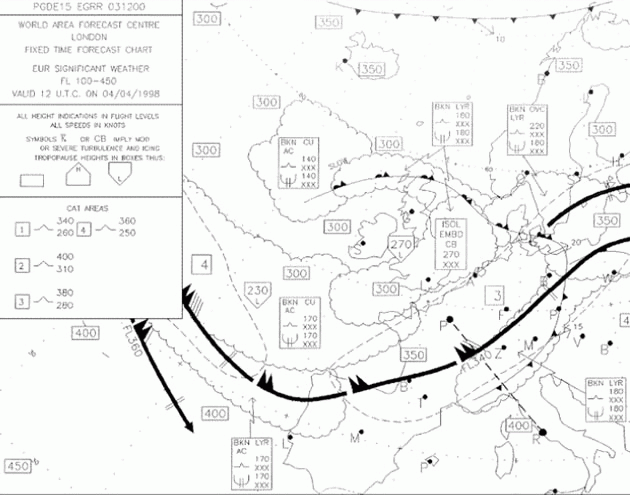 PGDE15 EGRR 031200
WORLD AREA FORECAST CENTRE
LONDON
FIXED TIME FORECAST CHART
EUR SIGNIFICANT WEATHER
FL 100-450
VALID 12 U.T.C. ON 04/04/1998
ALL HEIGHT INDICATIONS IN FLIGHT LEVELS
ALL SPEEDS IN KNOTS
SYMBOLS OR CB IMPLY MOD
OR SEVERE TURBULENCE AND ICING
TROPOPAUSE HEIGHTS IN BOXES THUS:
H
L
CAT AREAS
1 340 260
4 360 250
2 400 310
3 380 280
300
350
350
10
K
B
300
300
300
BKN LYR
180
XXX
180
XXX
BKN OVC
LYR
220
XXX
180
XXX
300
H
BKN CU
AC
140
XXX
140
XXX
SLOW
350
60
O
300
350
270
L
ISOL
EMBD
CB
270
XXX
20
4
230
L
300
300
A
B
W
3
BKN CU
AC
170
XXX
170
XXX
400
FL360
P
F
P
15
350
FL340
Z
M
V
B
B
T
BKN LYR
180
XXX
180
XXX
400
400
R
L
M
P
BKN LYR
AC
170
XXX
170
XXX
450